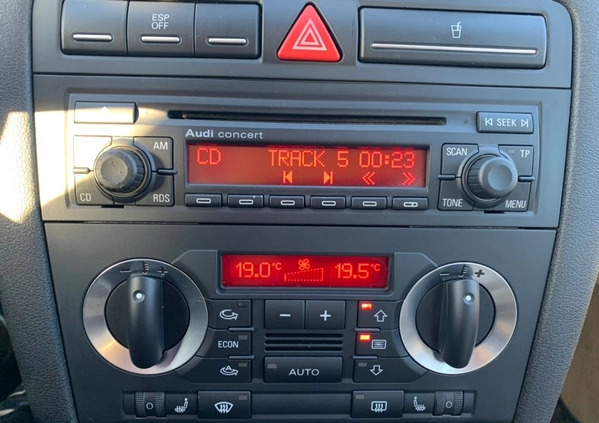 ESP OFF
Audi concert
SEEK
AM
CD
RDS
CD TRACK 5 00:23
SCAN
TP
TONE
MENU
19.0°C 19.5°C
- +
- +
- +
ECON
AUTO